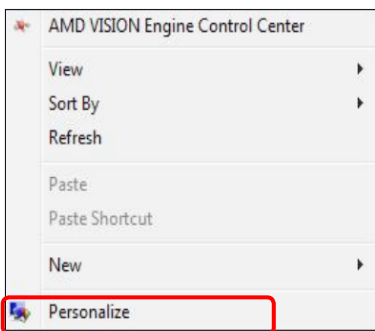 AMD VISION Engine Control Center
View
Sort By
Refresh
Paste
Paste Shortcut
New
Personalize